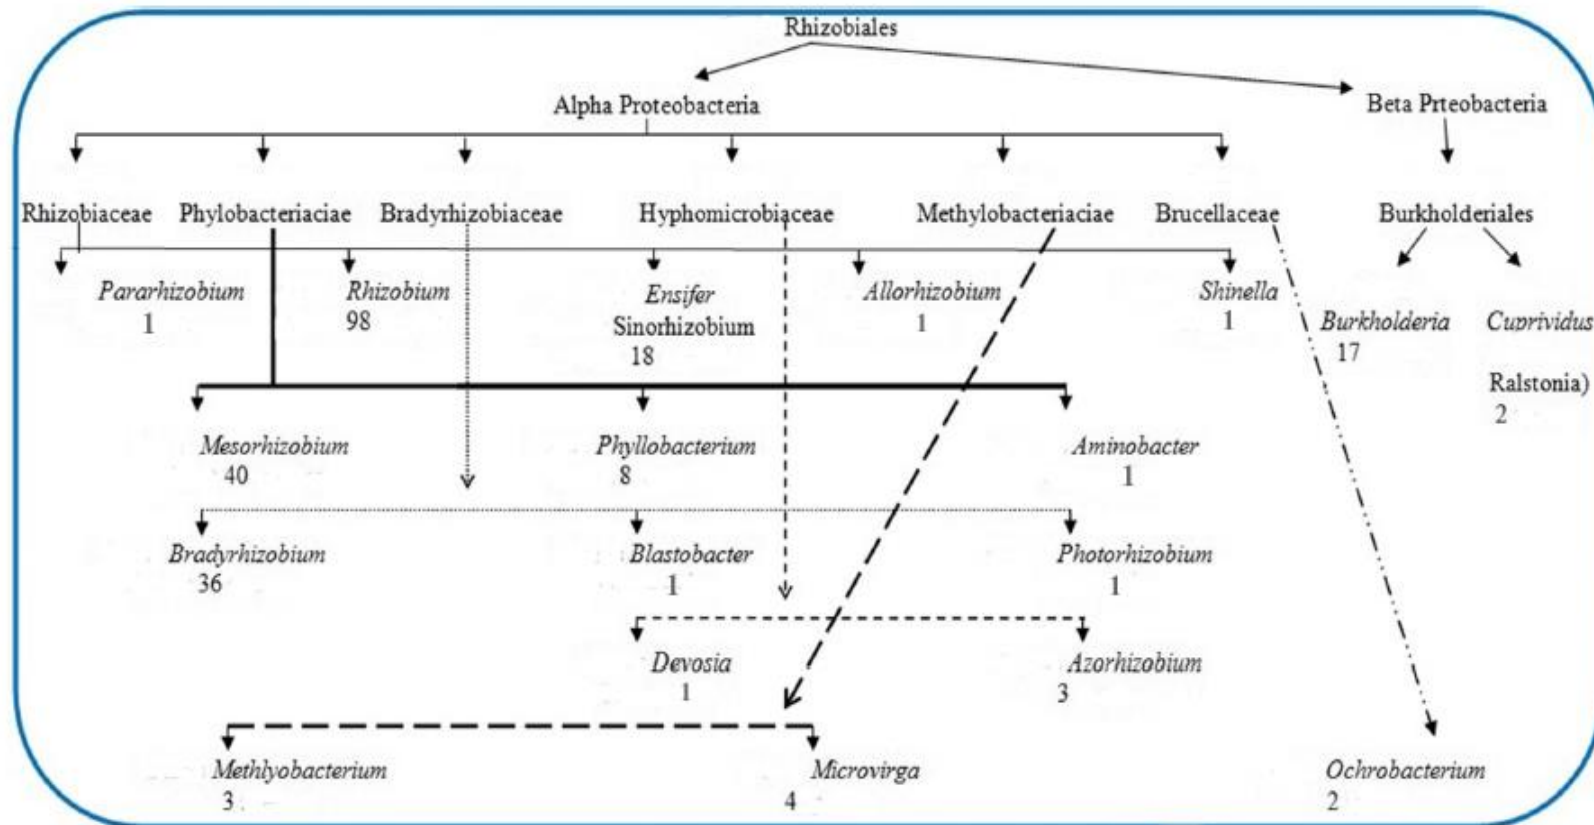 Rhizobiales
Alpha Proteobacteria
Beta Prteobacteria
Rhizobiaceae
Phylobacteriaciae
Bradyrhizobiaceae
Hyphomicrobiaceae
Methylobacteriaciae
Brucellaceae
Burkholderiales
Pararhizobium
1
Rhizobium
98
Ensifer
Sinorhizobium
18
Allorhizobium
1
Shinella
1
Burkholderia
17
Cuprividus
Ralstonia)
2
Mesorhizobium
40
Phyllobacterium
8
Aminobacter
1
Bradyrhizobium
36
Blastobacter
1
Photorhizobium
1
Devosia
1
Azorhizobium
3
Methlyobacterium
3
Microvirga
4
Ochrobacterium
2